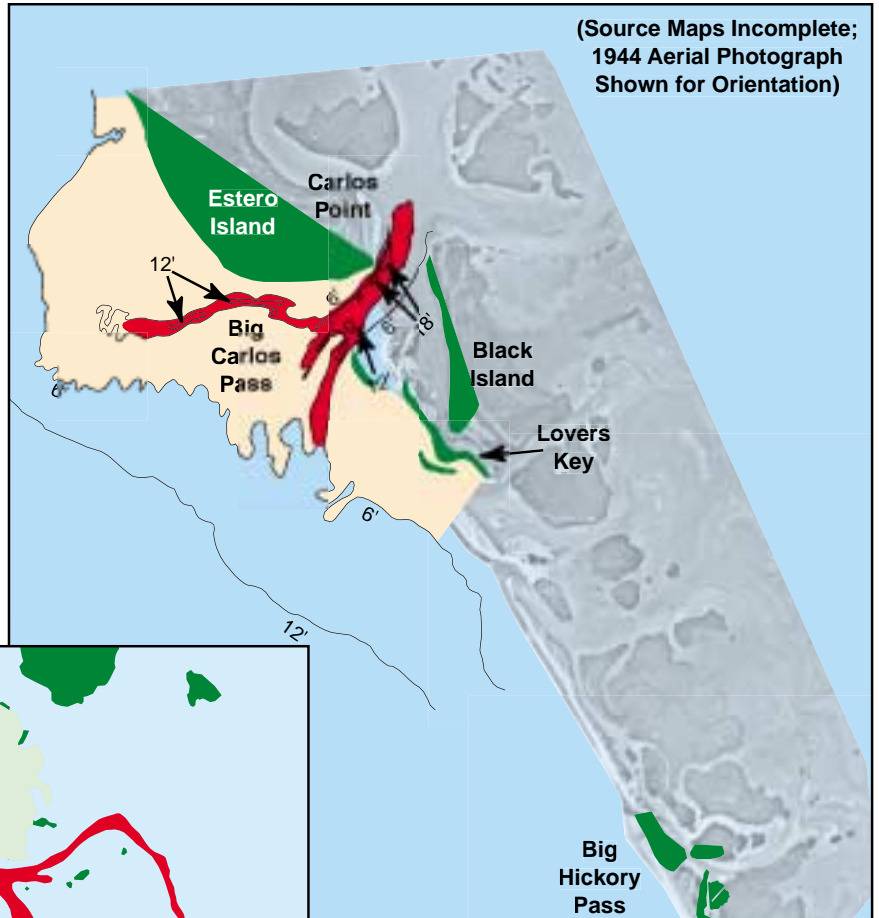 (Source Maps Incomplete;
1944 Aerial Photograph
Shown for Orientation)
Carlos
Point
Estero
Island
12'
6'
18'
6'
Big
Carlos
Pass
Black
Island
6'
Lovers
Key
6'
12'
Big
Hickory
Pass